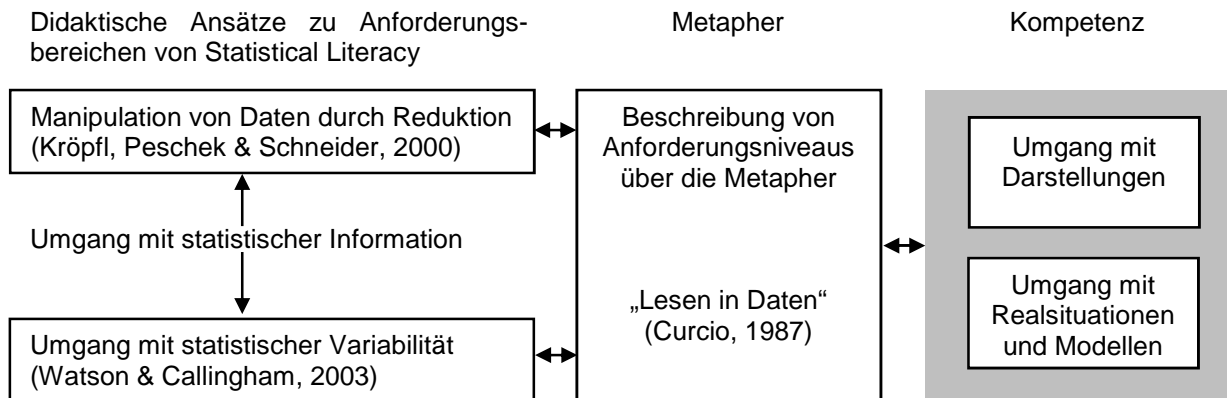 Didaktische Ansätze zu Anforderungs-
bereichen von Statistical Literacy
Metapher
Kompetenz
Manipulation von Daten durch Reduktion
(Kröpfl, Peschek & Schneider, 2000)
Umgang mit statistischer Information
Umgang mit statistischer Variabilität
(Watson & Callingham, 2003)
Beschreibung von
Anforderungsniveaus
über die Metapher
„Lesen in Daten“
(Curcio, 1987)
Umgang mit
Darstellungen
Umgang mit
Realsituationen
und Modellen